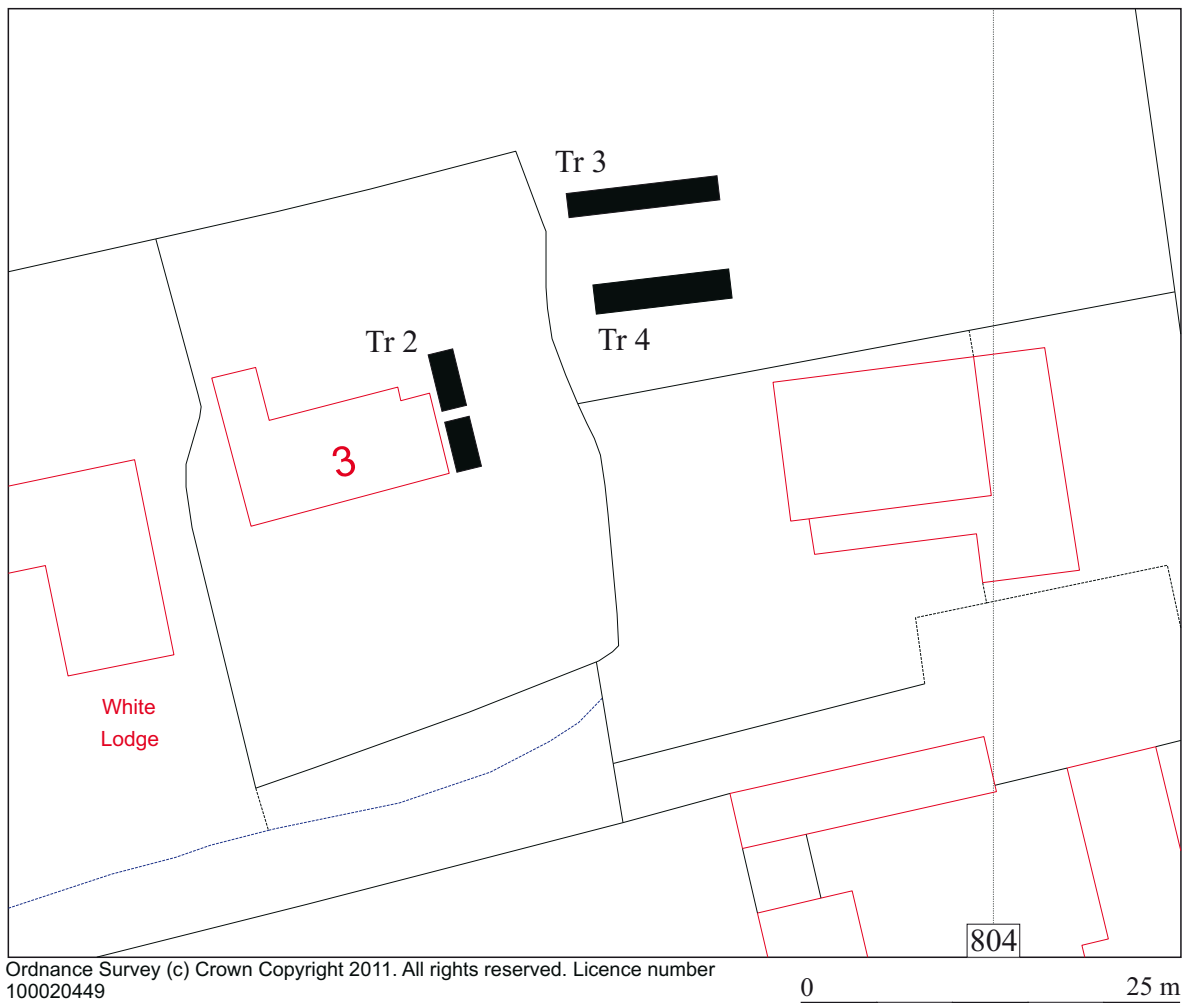 Tr 3
Tr 4
Tr 2
3
White
Lodge
804
Ordnance Survey (c) Crown Copyright 2011. All rights reserved. Licence number
100020449
0 25 m